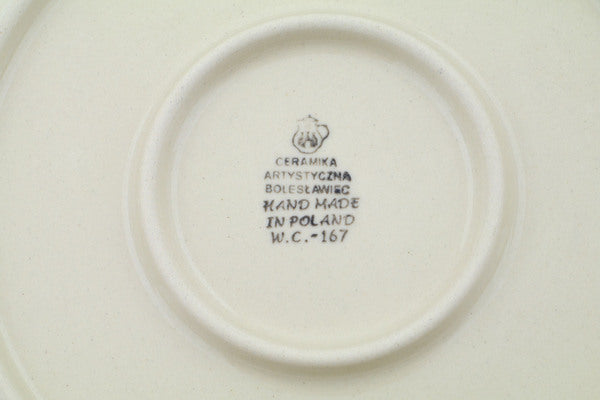 CERAMIKA
ARTYSTYCZNA
BOLESŁAWIEC
HAND MADE
IN POLAND
W.C.-167